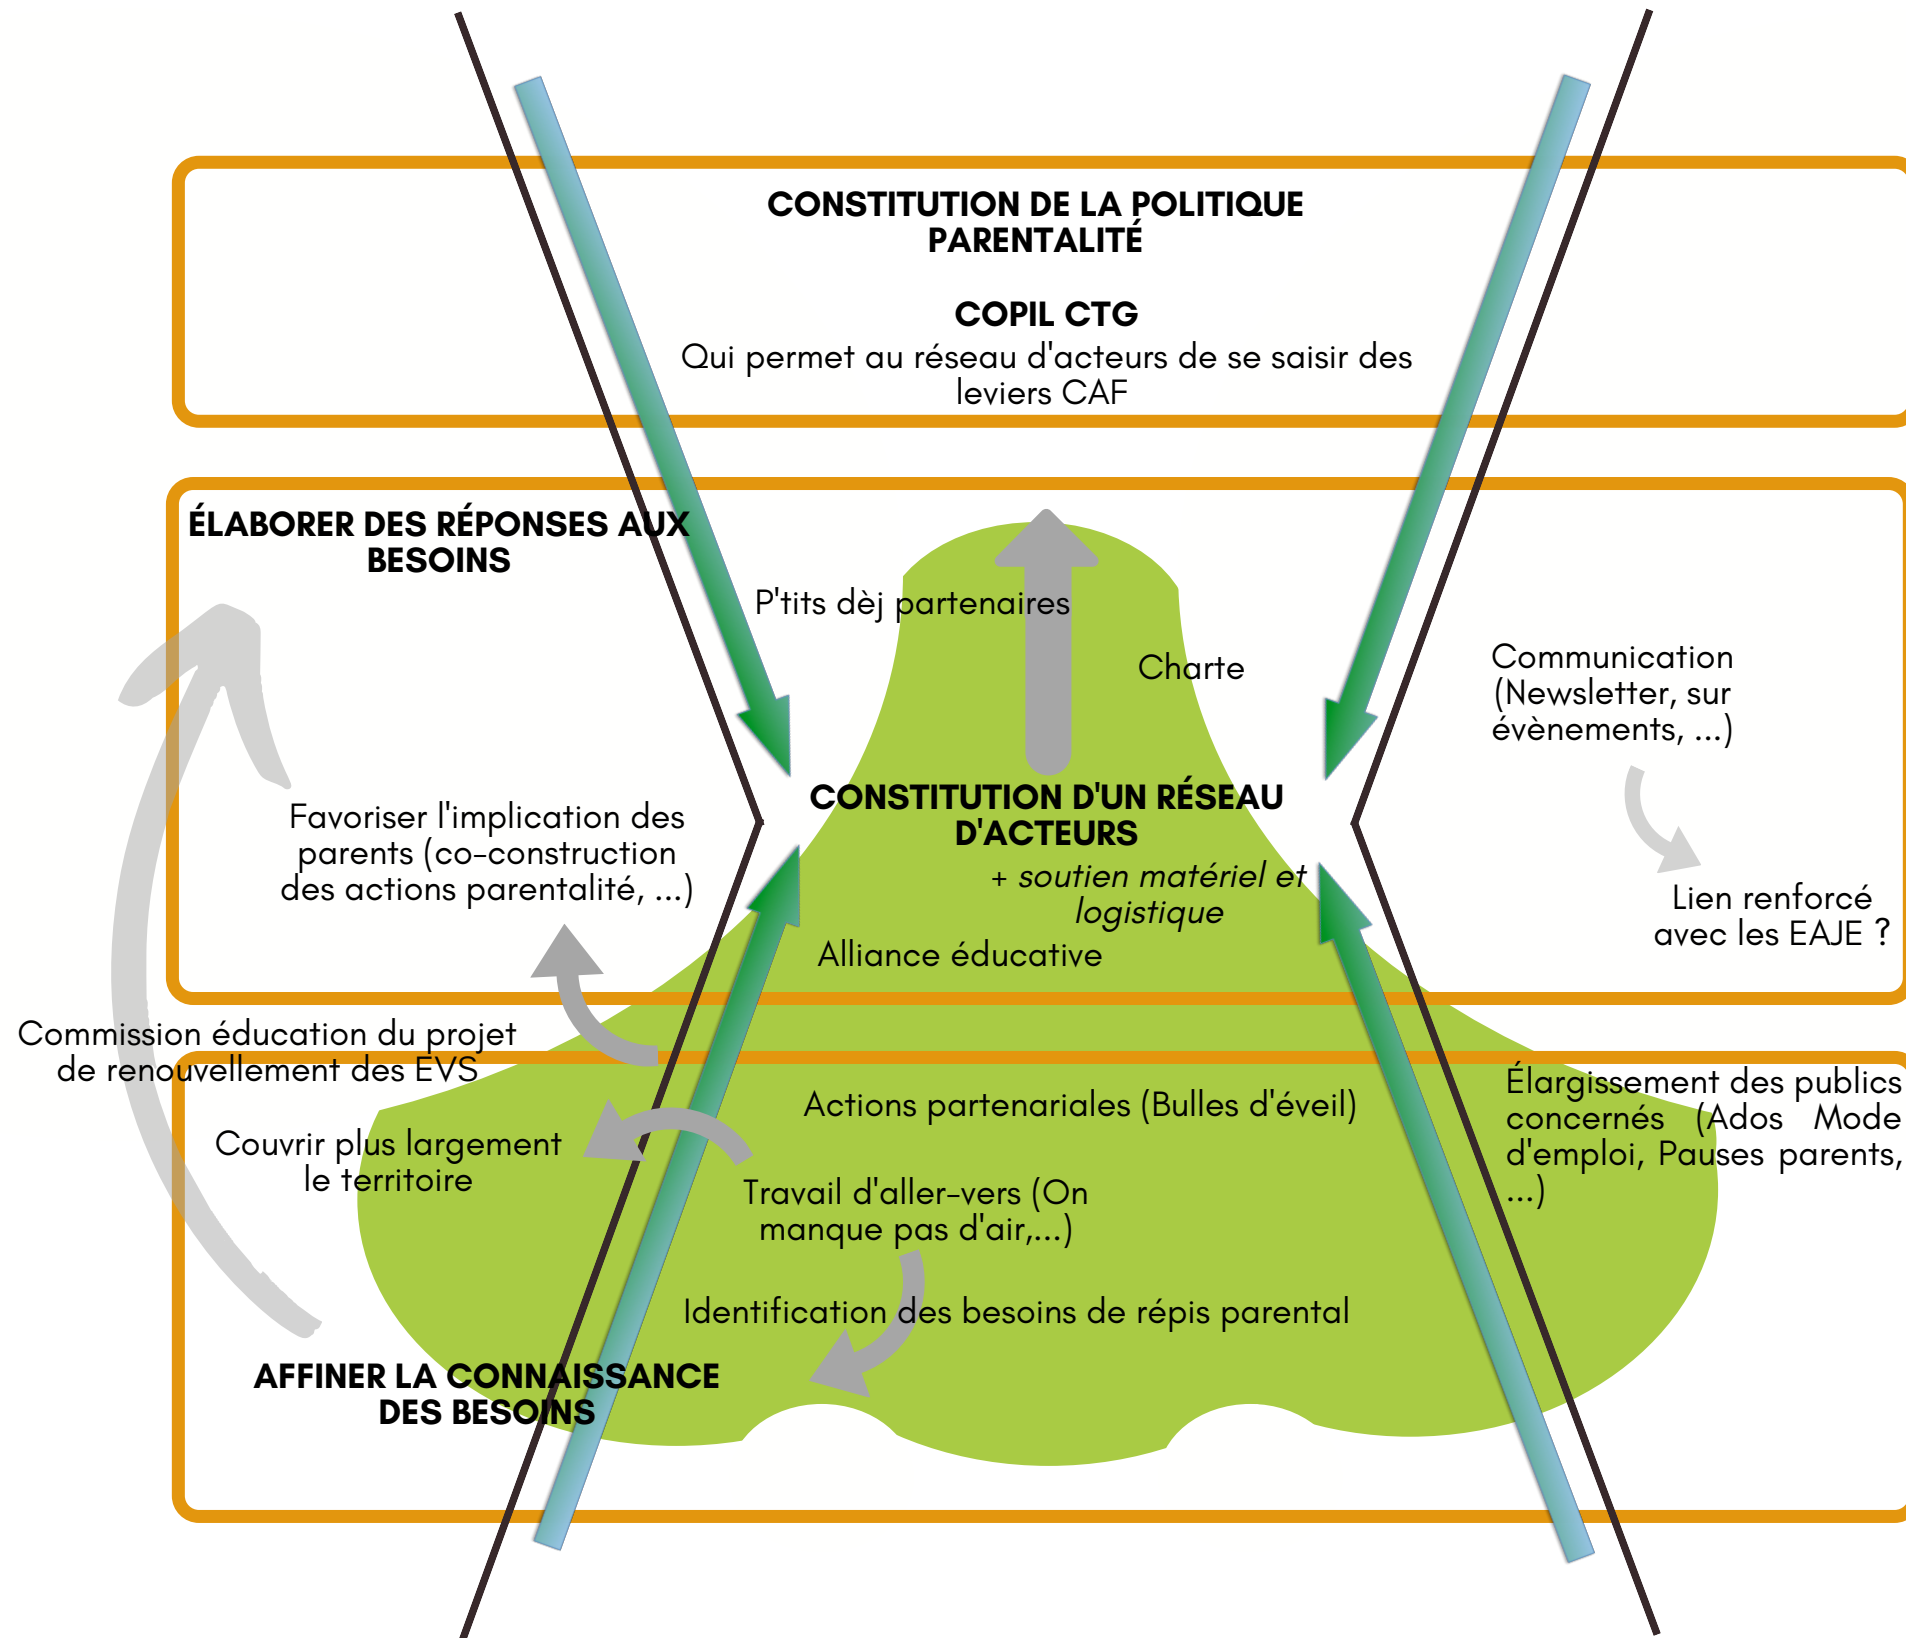 CONSTITUTION DE LA POLITIQUE
PARENTALITÉ
COPIL CTG
Qui permet au réseau d'acteurs de se saisir des
leviers CAF
ÉLABORER DES RÉPONSES AUX
BESOINS
P'tits dèj partenaires
Charte
Communication
(Newsletter, sur
évènements, ...)
CONSTITUTION D'UN RÉSEAU
D'ACTEURS
+ soutien matériel et
logistique
Favoriser l'implication des
parents (co-construction
des actions parentalité, ...)
Lien renforcé
avec les EAJE ?
Alliance éducative
Commission éducation du projet
de renouvellement des EVS
Élargissement des publics
concernés (Ados Mode
d'emploi, Pauses parents,
...)
Actions partenariales (Bulles d'éveil)
Couvrir plus largement
le territoire
Travail d'aller-vers (On
manque pas d'air,...)
Identification des besoins de répis parental
AFFINER LA CONNAISSANCE
DES BESOINS